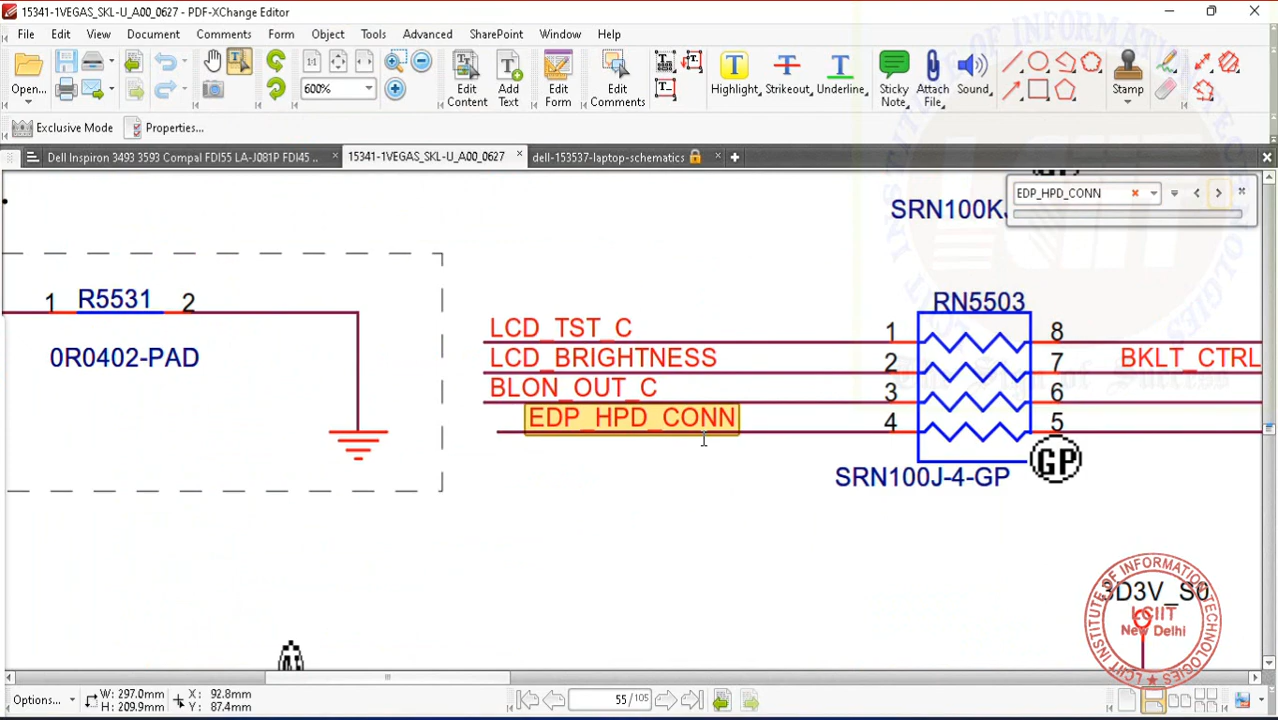 15341-1VEGAS_SKL-U_A00_0627 - PDF-XChange Editor
File Edit View Document Comments Form Object Tools Advanced SharePoint Window Help
Open... 600% Edit Content Add Text Edit Form Edit Comments Highlight Strikeout Underline Sticky Note Attach File Sound Stamp
Exclusive Mode Properties...
Dell Inspiron 3493 3593 Compal FDI55 LA-J081P FDI45 ... 15341-1VEGAS_SKL-U_A00_0627 dell-153537-laptop-schematics
EDP_HPD_CONN
SRN100KJ
1 R5531 2
0R0402-PAD
RN5503
LCD_TST_C 1 8
LCD_BRIGHTNESS 2 7 BKLT_CTRL
BLON_OUT_C 3 6
EDP_HPD_CONN 4 5
GP
SRN100J-4-GP
3D3V_S0
LCIIT
New Delhi
INSTITUTE OF INFORMATION TECHNOLOGIES
Options... W: 297.0mm H: 209.9mm X: 92.8mm Y: 87.4mm 55 / 105